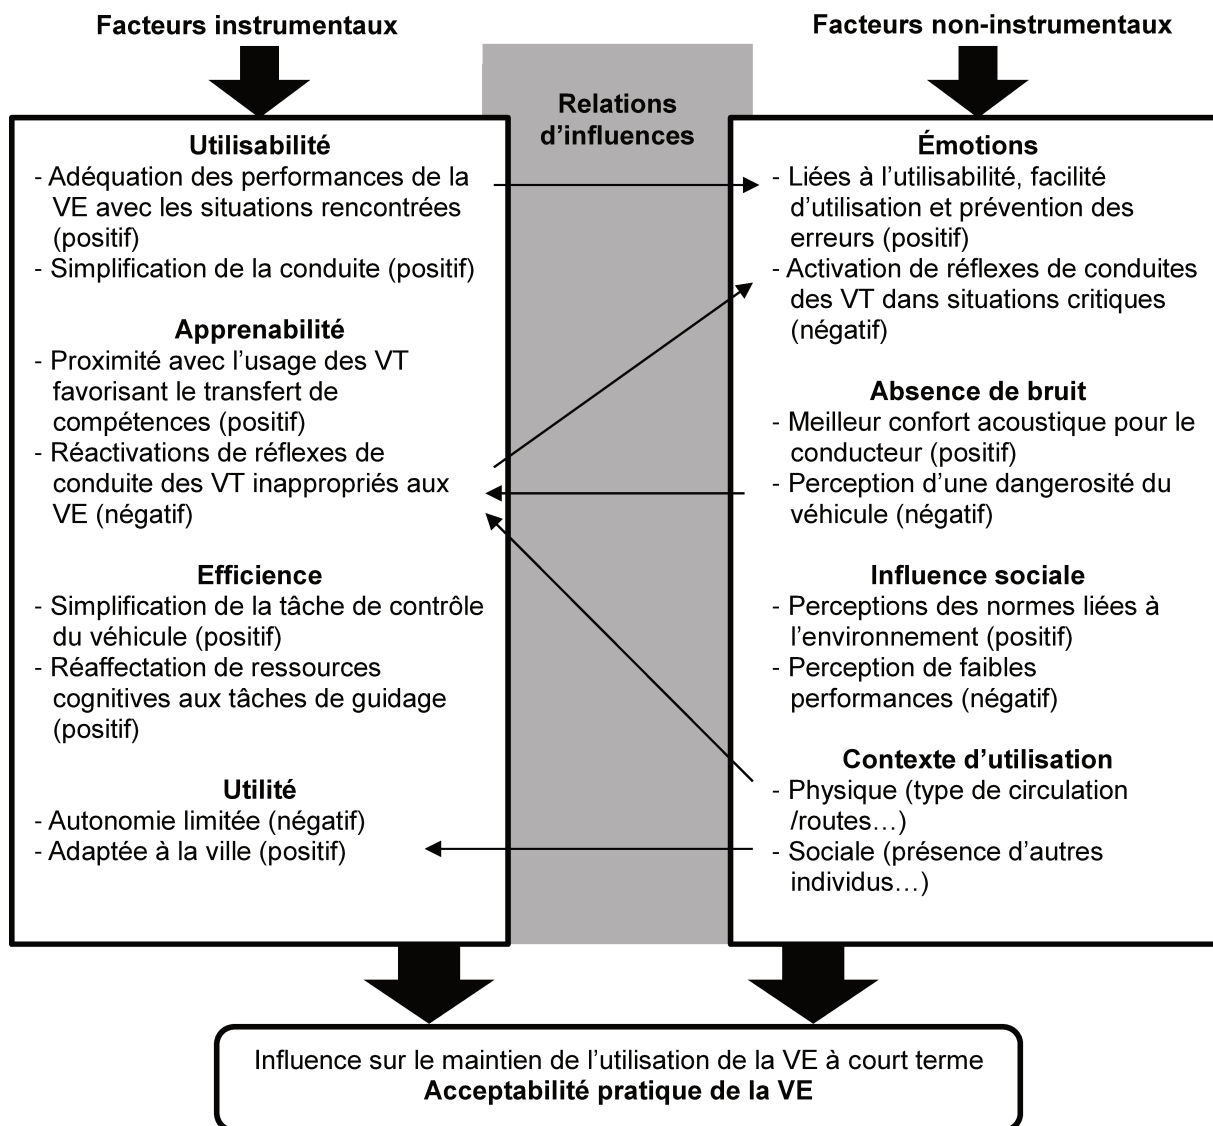 Facteurs instrumentaux
Facteurs non-instrumentaux
Relations
d’influences
Utilisabilité
- Adéquation des performances de la
VE avec les situations rencontrées
(positif)
- Simplification de la conduite (positif)
Apprenabilité
- Proximité avec l’usage des VT
favorisant le transfert de
compétences (positif)
- Réactivations de réflexes de
conduite des VT inappropriés aux
VE (négatif)
Efficience
- Simplification de la tâche de contrôle
du véhicule (positif)
- Réaffectation de ressources
cognitives aux tâches de guidage
(positif)
Utilité
- Autonomie limitée (négatif)
- Adaptée à la ville (positif)
Émotions
- Liées à l’utilisabilité, facilité
d’utilisation et prévention des
erreurs (positif)
- Activation de réflexes de conduites
des VT dans situations critiques
(négatif)
Absence de bruit
- Meilleur confort acoustique pour le
conducteur (positif)
- Perception d’une dangerosité du
véhicule (négatif)
Influence sociale
- Perceptions des normes liées à
l’environnement (positif)
- Perception de faibles
performances (négatif)
Contexte d’utilisation
- Physique (type de circulation
/routes…)
- Sociale (présence d’autres
individus…)
Influence sur le maintien de l’utilisation de la VE à court terme
Acceptabilité pratique de la VE